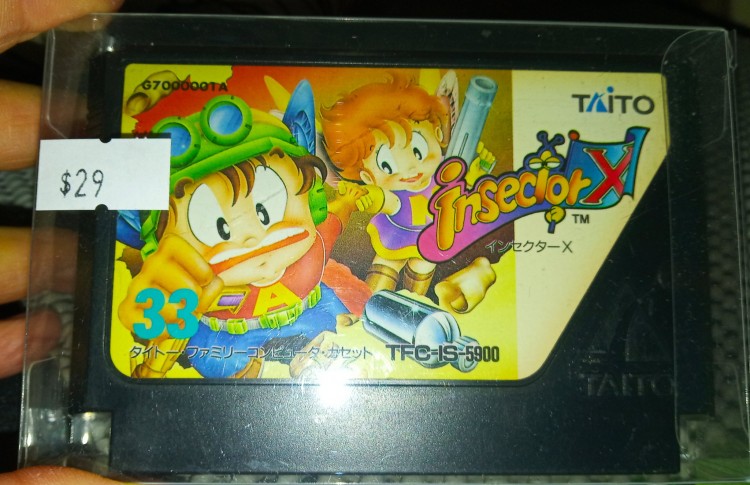 G700000TA
TAITO
$29
insector X
TM
インセクターX
A
33
タイトー・ファミリーコンピュータ・カセット
TFC-IS-5900
TAITO